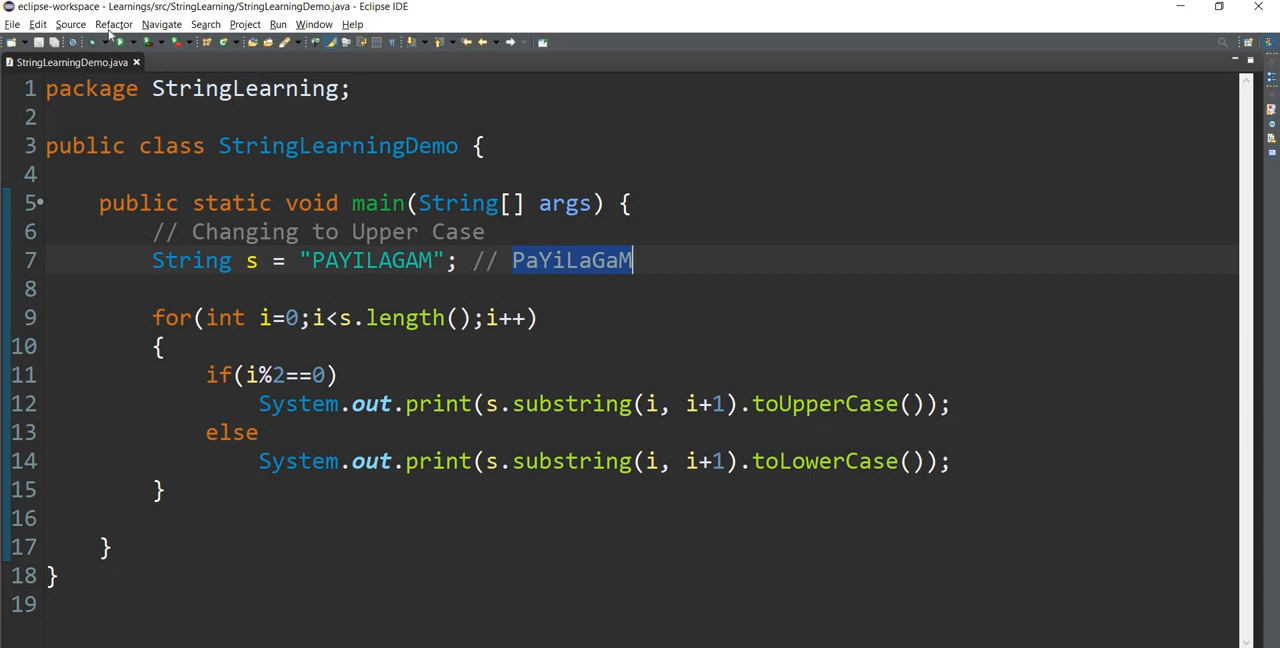 eclipse-workspace - Learnings/src/StringLearning/StringLearningDemo.java - Eclipse IDE
File Edit Source Refactor Navigate Search Project Run Window Help
StringLearningDemo.java
1 package StringLearning;
2
3 public class StringLearningDemo {
4
5 public static void main(String[] args) {
6 // Changing to Upper Case
7 String s = "PAYILAGAM"; // PaYiLaGaM
8
9 for(int i=0;i<s.length();i++)
10 {
11 if(i%2==0)
12 System.out.print(s.substring(i, i+1).toUpperCase());
13 else
14 System.out.print(s.substring(i, i+1).toLowerCase());
15 }
16
17 }
18 }
19